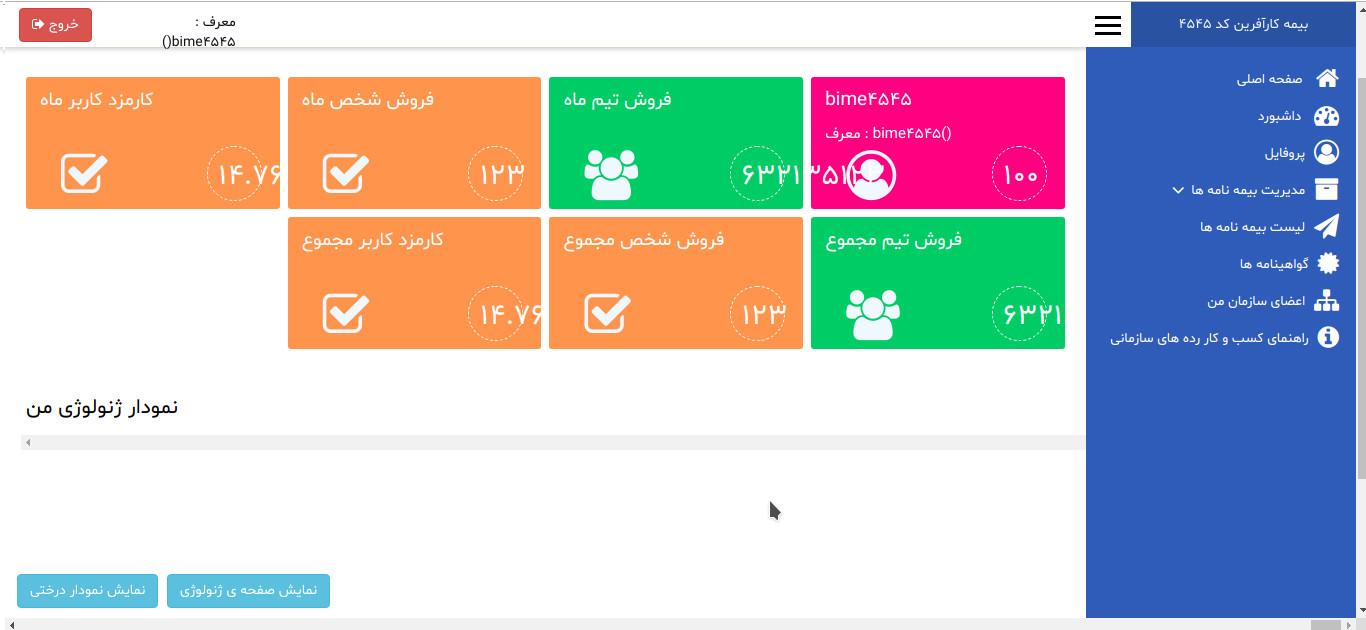 بیمه کارآفرین کد ۴۵۴۵
معرف :
bime۴۵۴۵()
خروج
صفحه اصلی
داشبورد
پروفایل
مدیریت بیمه نامه ها
لیست بیمه نامه ها
گواهینامه ها
اعضای سازمان من
راهنمای کسب و کار رده های سازمانی
bime۴۵۴۵
معرف : bime۴۵۴۵()
۱۰۰
فروش تیم ماه
فروش شخص ماه
۱۲۳
کارمزد کاربر ماه
۱۴.۷۶
فروش تیم مجموع
فروش شخص مجموع
۱۲۳
کارمزد کاربر مجموع
۱۴.۷۶
نمودار ژنولوژی من
نمایش صفحه ی ژنولوژی
نمایش نمودار درختی